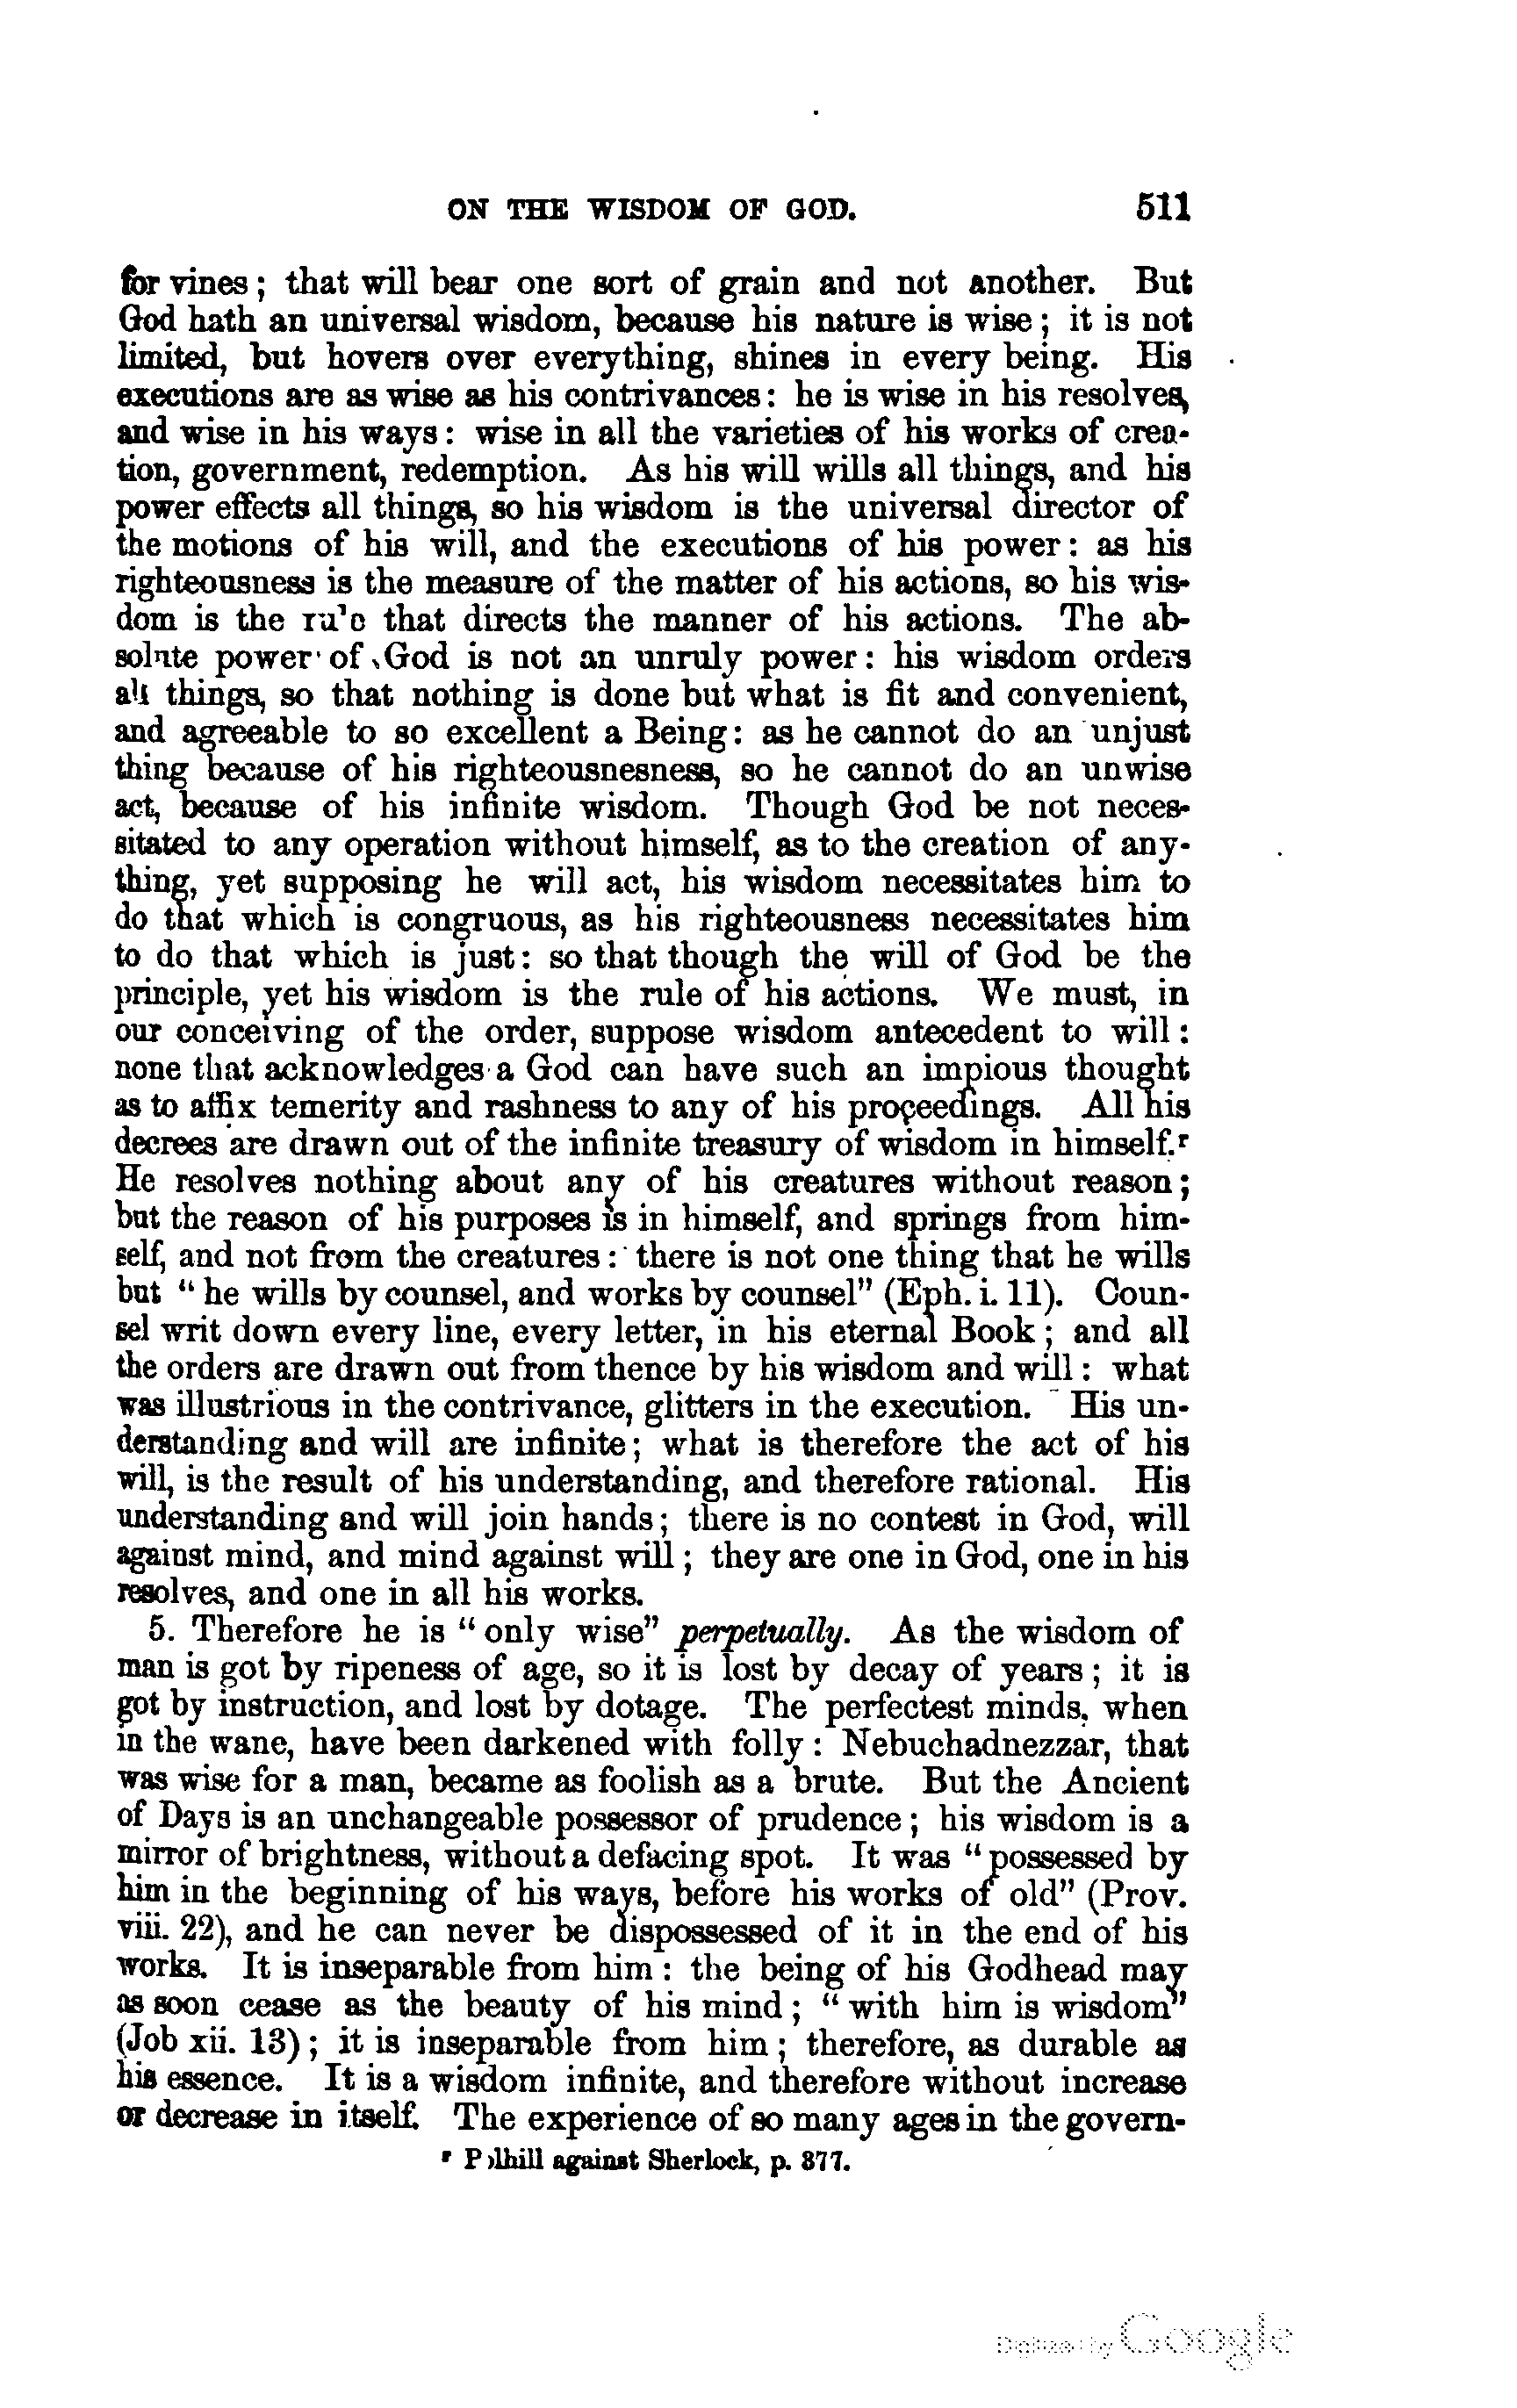 ON THE WISDOM OF GOD. 511
for vines; that will bear one sort of grain and not another. But
God hath an universal wisdom, because his nature is wise; it is not
limited, but hovers over everything, shines in every being. His
executions are as wise as his contrivances: he is wise in his resolves,
and wise in his ways: wise in all the varieties of his works of crea-
tion, government, redemption. As his will wills all things, and his
power effects all things, so his wisdom is the universal director of
the motions of his will, and the executions of his power: as his
righteousness is the measure of the matter of his actions, so his wis-
dom is the rule that directs the manner of his actions. The ab-
solute power of God is not an unruly power: his wisdom orders
all things, so that nothing is done but what is fit and convenient,
and agreeable to so excellent a Being: as he cannot do an unjust
thing because of his righteousnesness, so he cannot do an unwise
act, because of his infinite wisdom. Though God be not neces-
sitated to any operation without himself, as to the creation of any-
thing, yet supposing he will act, his wisdom necessitates him to
do that which is congruous, as his righteousness necessitates him
to do that which is just: so that though the will of God be the
principle, yet his wisdom is the rule of his actions. We must, in
our conceiving of the order, suppose wisdom antecedent to will:
none that acknowledges a God can have such an impious thought
as to affix temerity and rashness to any of his proceedings. All his
decrees are drawn out of the infinite treasury of wisdom in himself.r
He resolves nothing about any of his creatures without reason;
but the reason of his purposes is in himself, and springs from him-
self, and not from the creatures: there is not one thing that he wills
but "he wills by counsel, and works by counsel" (Eph. i. 11). Coun-
sel writ down every line, every letter, in his eternal Book; and all
the orders are drawn out from thence by his wisdom and will: what
was illustrious in the contrivance, glitters in the execution. His un-
derstanding and will are infinite; what is therefore the act of his
will, is the result of his understanding, and therefore rational. His
understanding and will join hands; there is no contest in God, will
against mind, and mind against will; they are one in God, one in his
resolves, and one in all his works.
5. Therefore he is "only wise" perpetually. As the wisdom of
man is got by ripeness of age, so it is lost by decay of years; it is
got by instruction, and lost by dotage. The perfectest minds, when
in the wane, have been darkened with folly: Nebuchadnezzar, that
was wise for a man, became as foolish as a brute. But the Ancient
of Days is an unchangeable possessor of prudence; his wisdom is a
mirror of brightness, without a defacing spot. It was "possessed by
him in the beginning of his ways, before his works of old" (Prov.
viii. 22), and he can never be dispossessed of it in the end of his
works. It is inseparable from him: the being of his Godhead may
as soon cease as the beauty of his mind; "with him is wisdom"
(Job xii. 13); it is inseparable from him; therefore, as durable as
his essence. It is a wisdom infinite, and therefore without increase
or decrease in itself. The experience of so many ages in the govern-
r Polhill against Sherlock, p. 377.
Digitized by Google